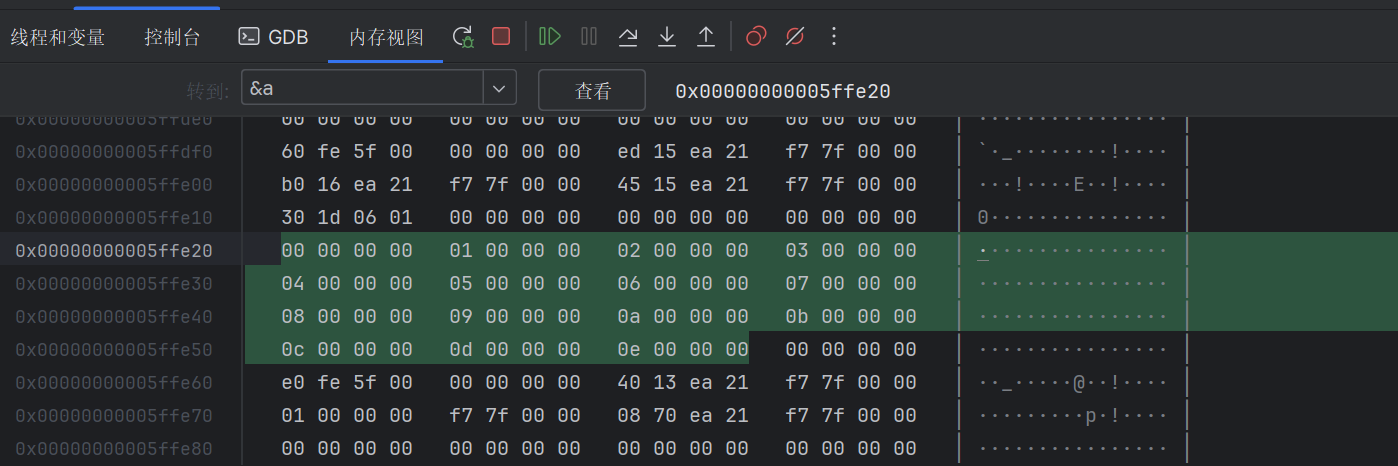 线程和变量 控制台 GDB 内存视图
转到: &a 查看 0x00000000005ffe20
0x00000000005ffde0 00 00 00 00 00 00 00 00 00 00 00 00 00 00 00 00 |················|
0x00000000005ffdf0 60 fe 5f 00 00 00 00 00 ed 15 ea 21 f7 7f 00 00 |`·_········!····|
0x00000000005ffe00 b0 16 ea 21 f7 7f 00 00 45 15 ea 21 f7 7f 00 00 |···!····E··!····|
0x00000000005ffe10 30 1d 06 01 00 00 00 00 00 00 00 00 00 00 00 00 |0···············|
0x00000000005ffe20 00 00 00 00 01 00 00 00 02 00 00 00 03 00 00 00 |················|
0x00000000005ffe30 04 00 00 00 05 00 00 00 06 00 00 00 07 00 00 00 |················|
0x00000000005ffe40 08 00 00 00 09 00 00 00 0a 00 00 00 0b 00 00 00 |················|
0x00000000005ffe50 0c 00 00 00 0d 00 00 00 0e 00 00 00 00 00 00 00 |················|
0x00000000005ffe60 e0 fe 5f 00 00 00 00 00 40 13 ea 21 f7 7f 00 00 |··_·····@··!····|
0x00000000005ffe70 01 00 00 00 f7 7f 00 00 08 70 ea 21 f7 7f 00 00 |·········p·!····|
0x00000000005ffe80 00 00 00 00 00 00 00 00 00 00 00 00 00 00 00 00 |················|